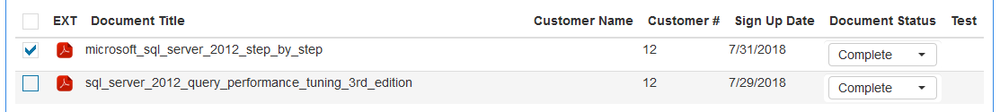 EXT Document Title Customer Name Customer # Sign Up Date Document Status Test
microsoft_sql_server_2012_step_by_step 12 7/31/2018 Complete
sql_server_2012_query_performance_tuning_3rd_edition 12 7/29/2018 Complete